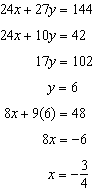 24x + 27y = 144
24x + 10y = 42
17y = 102
y = 6
8x + 9(6) = 48
8x = −6
x = −3/4